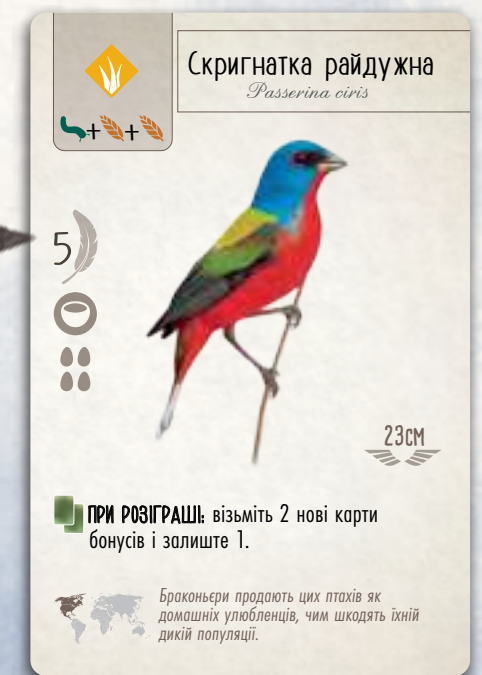 Скригнатка райдужна
Passerina ciris
+ +
5
23см
ПРИ РОЗІГРАШІ: візьміть 2 нові карти
бонусів і залиште 1.
Браконьєри продають цих птахів як
домашніх улюбленців, чим шкодять їхній
дикій популяції.